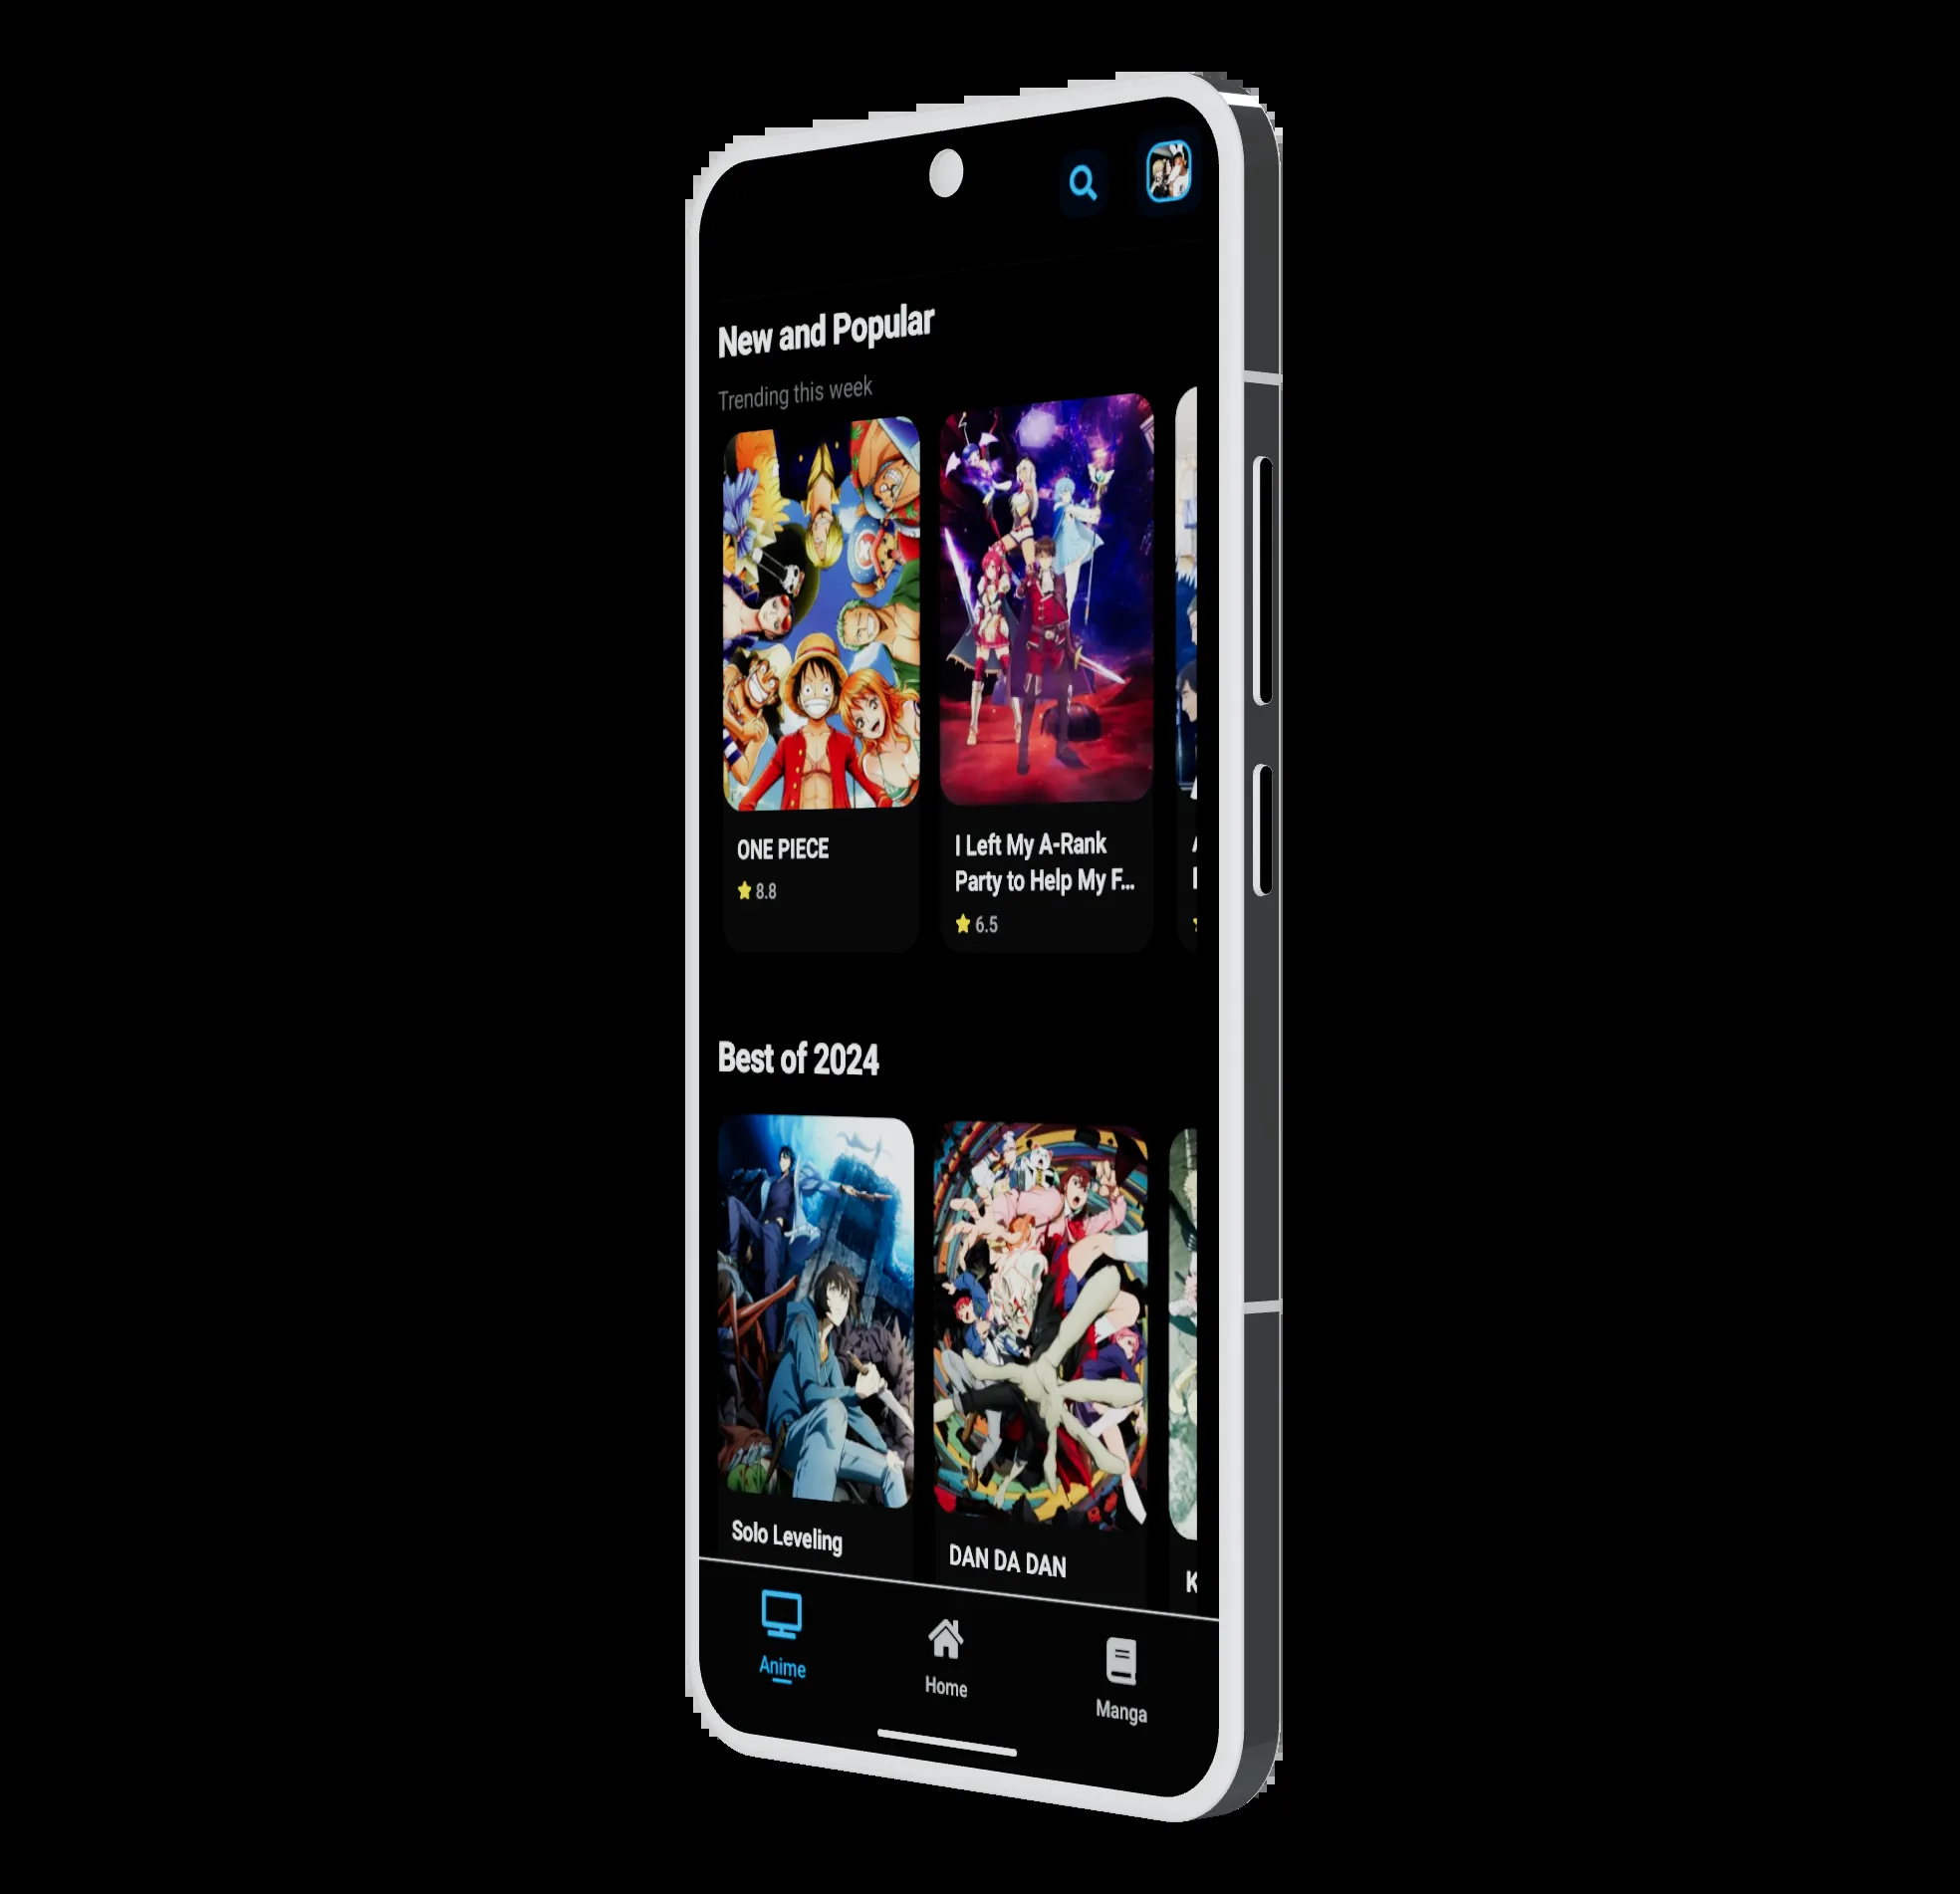 New and Popular
Trending this week
ONE PIECE
8.8
I Left My A-Rank
Party to Help My F...
6.5
Best of 2024
Solo Leveling
DAN DA DAN
K
Anime
Home
Manga